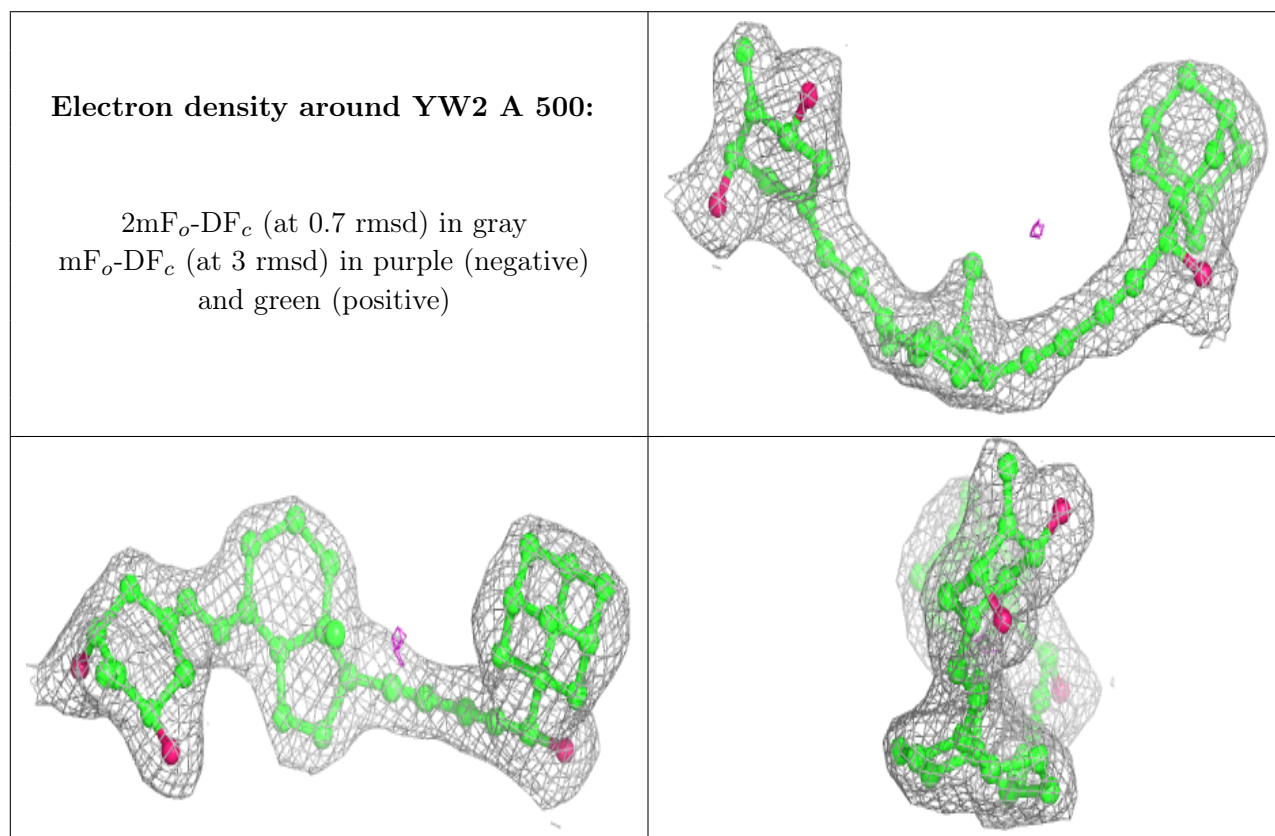 Electron density around YW2 A 500:
2mFo-DFc (at 0.7 rmsd) in gray
mFo-DFc (at 3 rmsd) in purple (negative)
and green (positive)